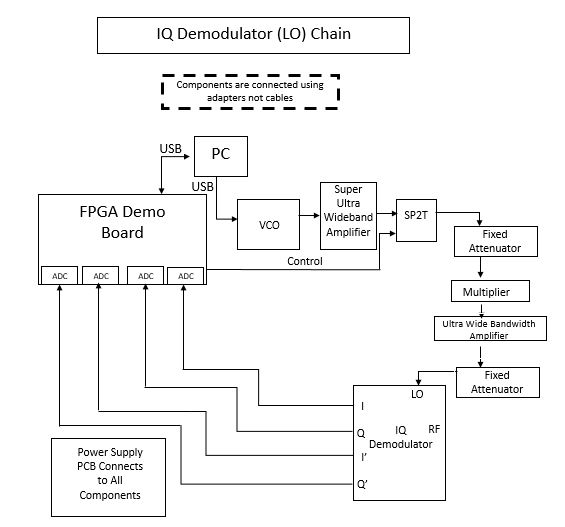 IQ Demodulator (LO) Chain
Components are connected using
adapters not cables
USB
PC
USB
FPGA Demo
Board
ADC
ADC
ADC
ADC
VCO
Super
Ultra
Wideband
Amplifier
SP2T
Control
Fixed
Attenuator
Multiplier
Ultra Wide Bandwidth
Amplifier
Fixed
Attenuator
LO
I
Q
IQ
RF
Demodulator
I’
Q’
Power Supply
PCB Connects
to All
Components